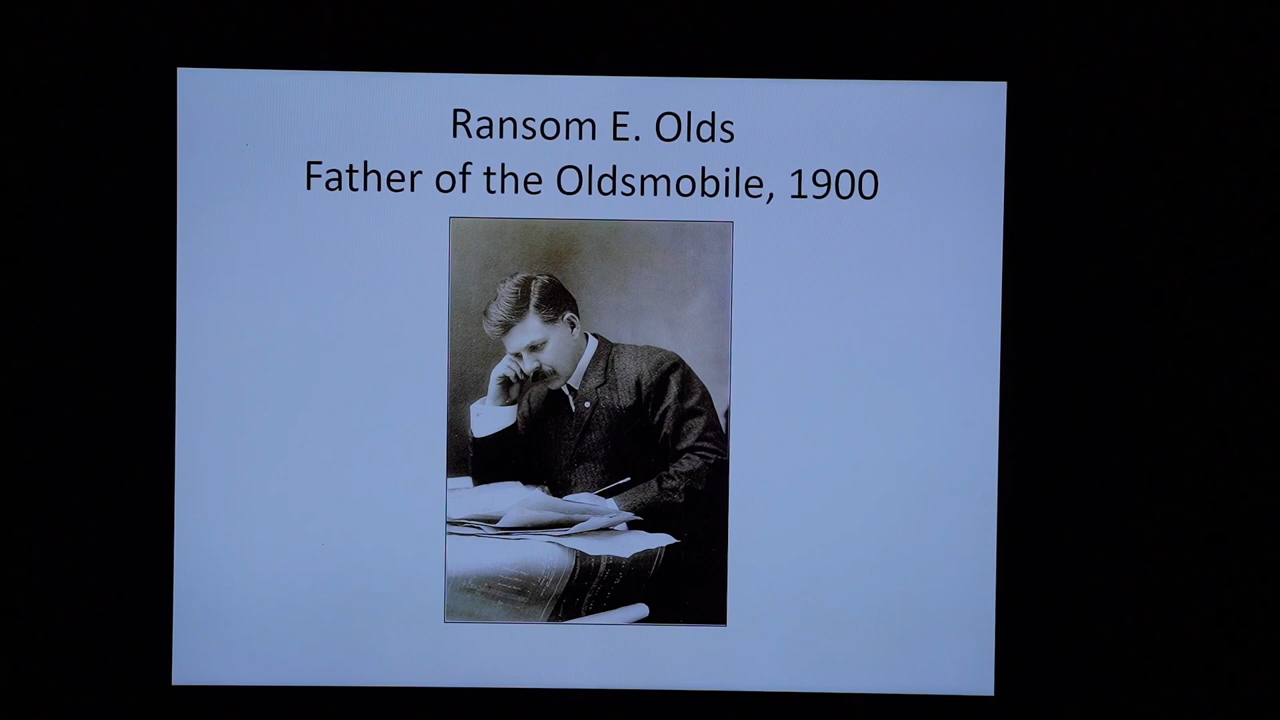 Ransom E. Olds
Father of the Oldsmobile, 1900